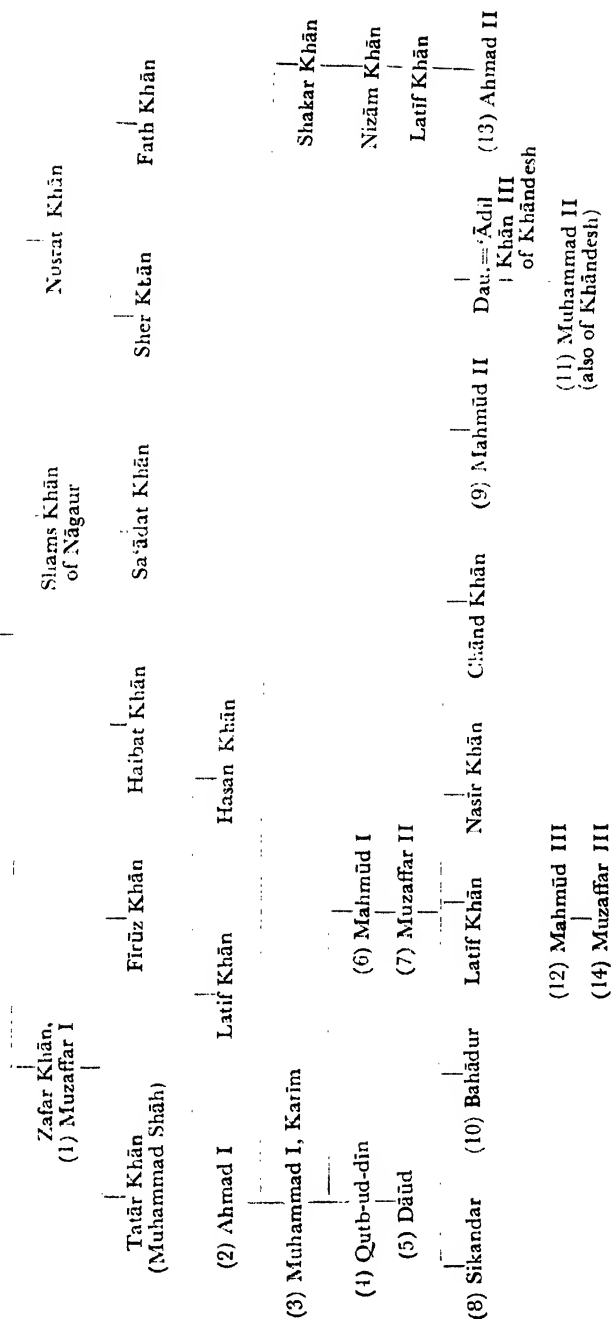 Zafar Khān, Shams Khān Nusrat Khān
(1) Muzaffar I of Nāgaur
Tatār Khān Fīrūz Khān Haibat Khān Sa'ādat Khān Sher Khān Fath Khān
(Muhammad Shāh)
(2) Ahmad I Latīf Khān Hasan Khān
(3) Muhammad I, Karīm Shakar Khān
(4) Qutb-ud-dīn (6) Mahmūd I Nizām Khān
(5) Dāūd (7) Muzaffar II Latīf Khān
(8) Sikandar (10) Bahādur Latīf Khān Nasīr Khān Chānd Khān (9) Mahmūd II Dau.='Ādil (13) Ahmad II
Khān III
of Khāndesh
(12) Mahmūd III (11) Muhammad II
(also of Khāndesh)
(14) Muzaffar III